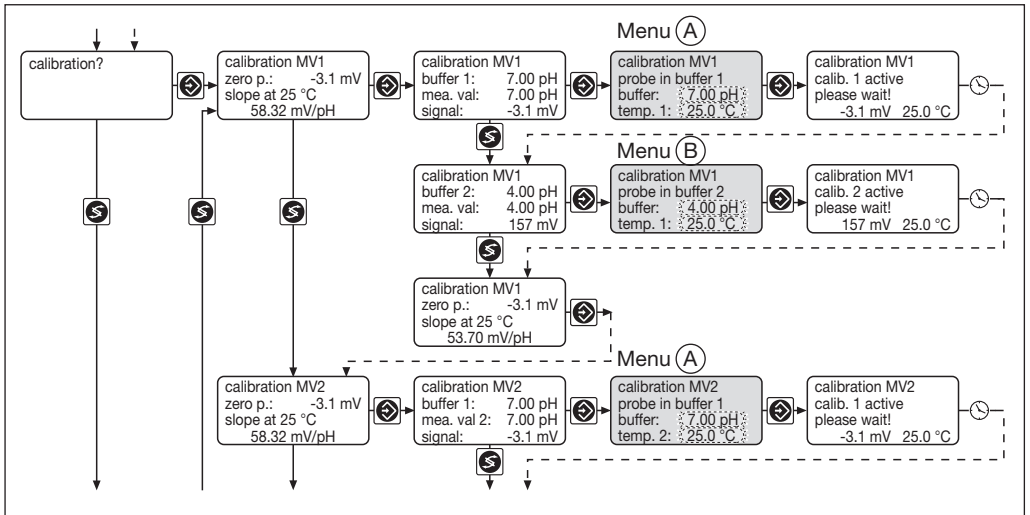 Menu A
calibration?
calibration MV1
zero p.: -3.1 mV
slope at 25 °C
58.32 mV/pH
calibration MV1
buffer 1: 7.00 pH
mea. val: 7.00 pH
signal: -3.1 mV
calibration MV1
probe in buffer 1
buffer: 7.00 pH
temp. 1: 25.0 °C
calibration MV1
calib. 1 active
please wait!
-3.1 mV 25.0 °C
Menu B
calibration MV1
buffer 2: 4.00 pH
mea. val: 4.00 pH
signal: 157 mV
calibration MV1
probe in buffer 2
buffer: 4.00 pH
temp. 1: 25.0 °C
calibration MV1
calib. 2 active
please wait!
157 mV 25.0 °C
calibration MV1
zero p.: -3.1 mV
slope at 25 °C
53.70 mV/pH
Menu A
calibration MV2
zero p.: -3.1 mV
slope at 25 °C
58.32 mV/pH
calibration MV2
buffer 1: 7.00 pH
mea. val 2: 7.00 pH
signal: -3.1 mV
calibration MV2
probe in buffer 1
buffer: 7.00 pH
temp. 2: 25.0 °C
calibration MV2
calib. 1 active
please wait!
-3.1 mV 25.0 °C